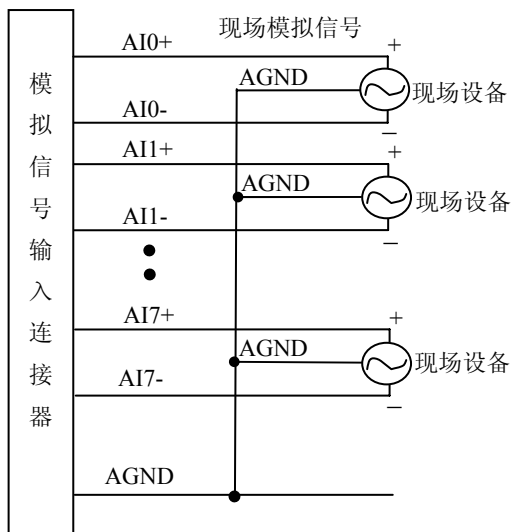 模拟信号输入连接器
现场模拟信号
AI0+
+
AGND
现场设备
AI0-
−
AI1+
+
AGND
现场设备
AI1-
−
AI7+
+
AGND
现场设备
AI7-
−
AGND